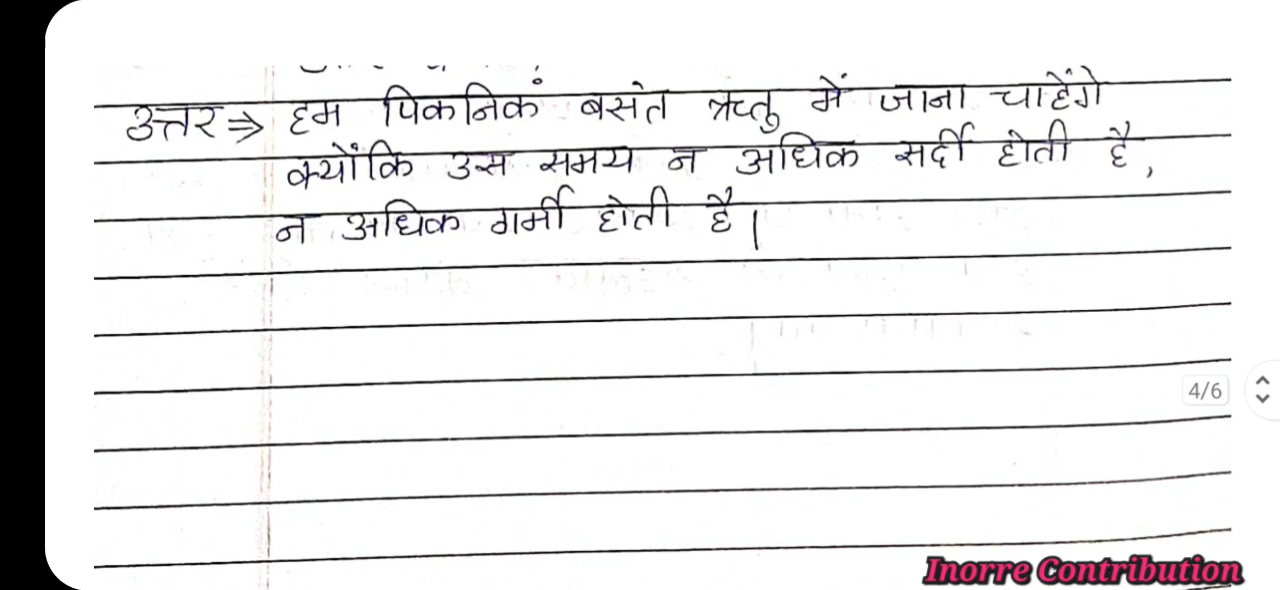 उत्तर⇒ हम पिकनिकं बसंत ऋतु में जाना चाहेंगे
क्योंकि उस समय न अधिक सर्दी होती है,
न अधिक गर्मी होती है।
4/6
Inorre Contribution